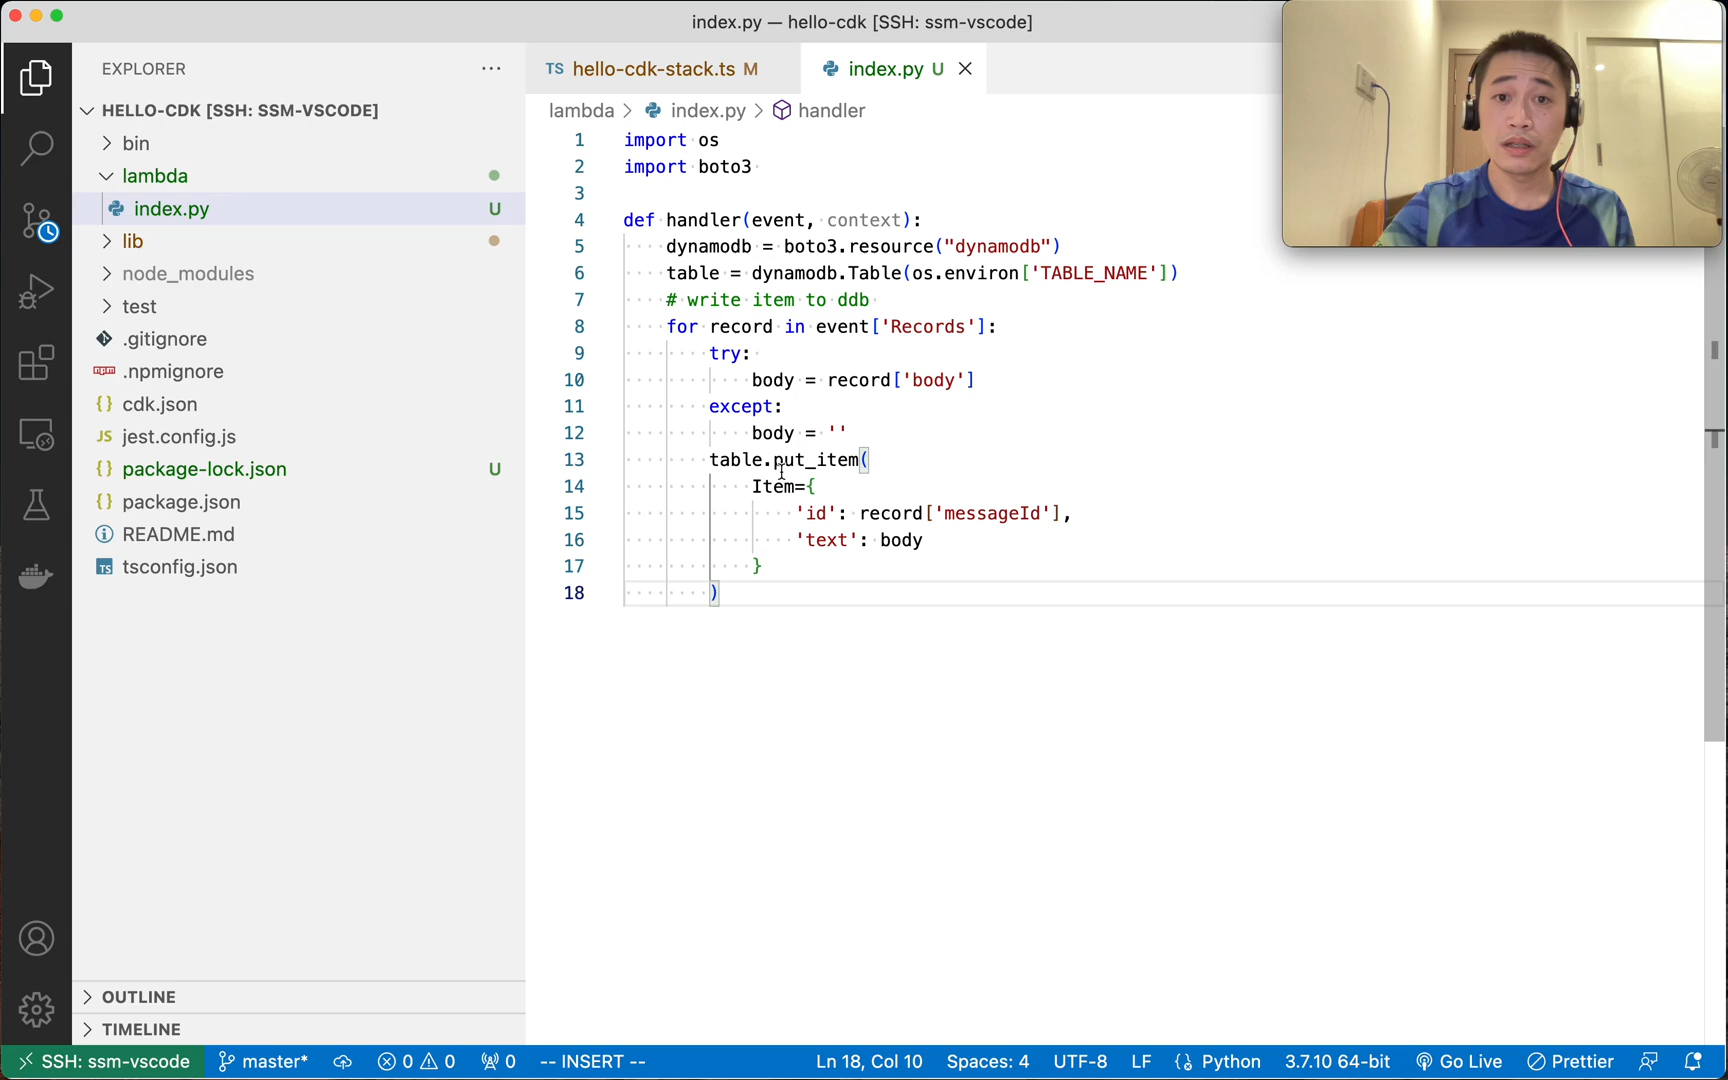 index.py — hello-cdk [SSH: ssm-vscode]
EXPLORER
TS hello-cdk-stack.ts M
index.py U
HELLO-CDK [SSH: SSM-VSCODE]
lambda > index.py > handler
bin
lambda
index.py U
lib
node_modules
test
.gitignore
.npmignore
{} cdk.json
JS jest.config.js
{} package-lock.json U
{} package.json
README.md
TS tsconfig.json
1 import os
2 import boto3
3
4 def handler(event, context):
5 dynamodb = boto3.resource("dynamodb")
6 table = dynamodb.Table(os.environ['TABLE_NAME'])
7 # write item to ddb
8 for record in event['Records']:
9 try:
10 body = record['body']
11 except:
12 body = ''
13 table.put_item(
14 Item={
15 'id': record['messageId'],
16 'text': body
17 }
18 )
OUTLINE
TIMELINE
SSH: ssm-vscode master* 0 0 0 -- INSERT -- Ln 18, Col 10 Spaces: 4 UTF-8 LF {} Python 3.7.10 64-bit Go Live Prettier